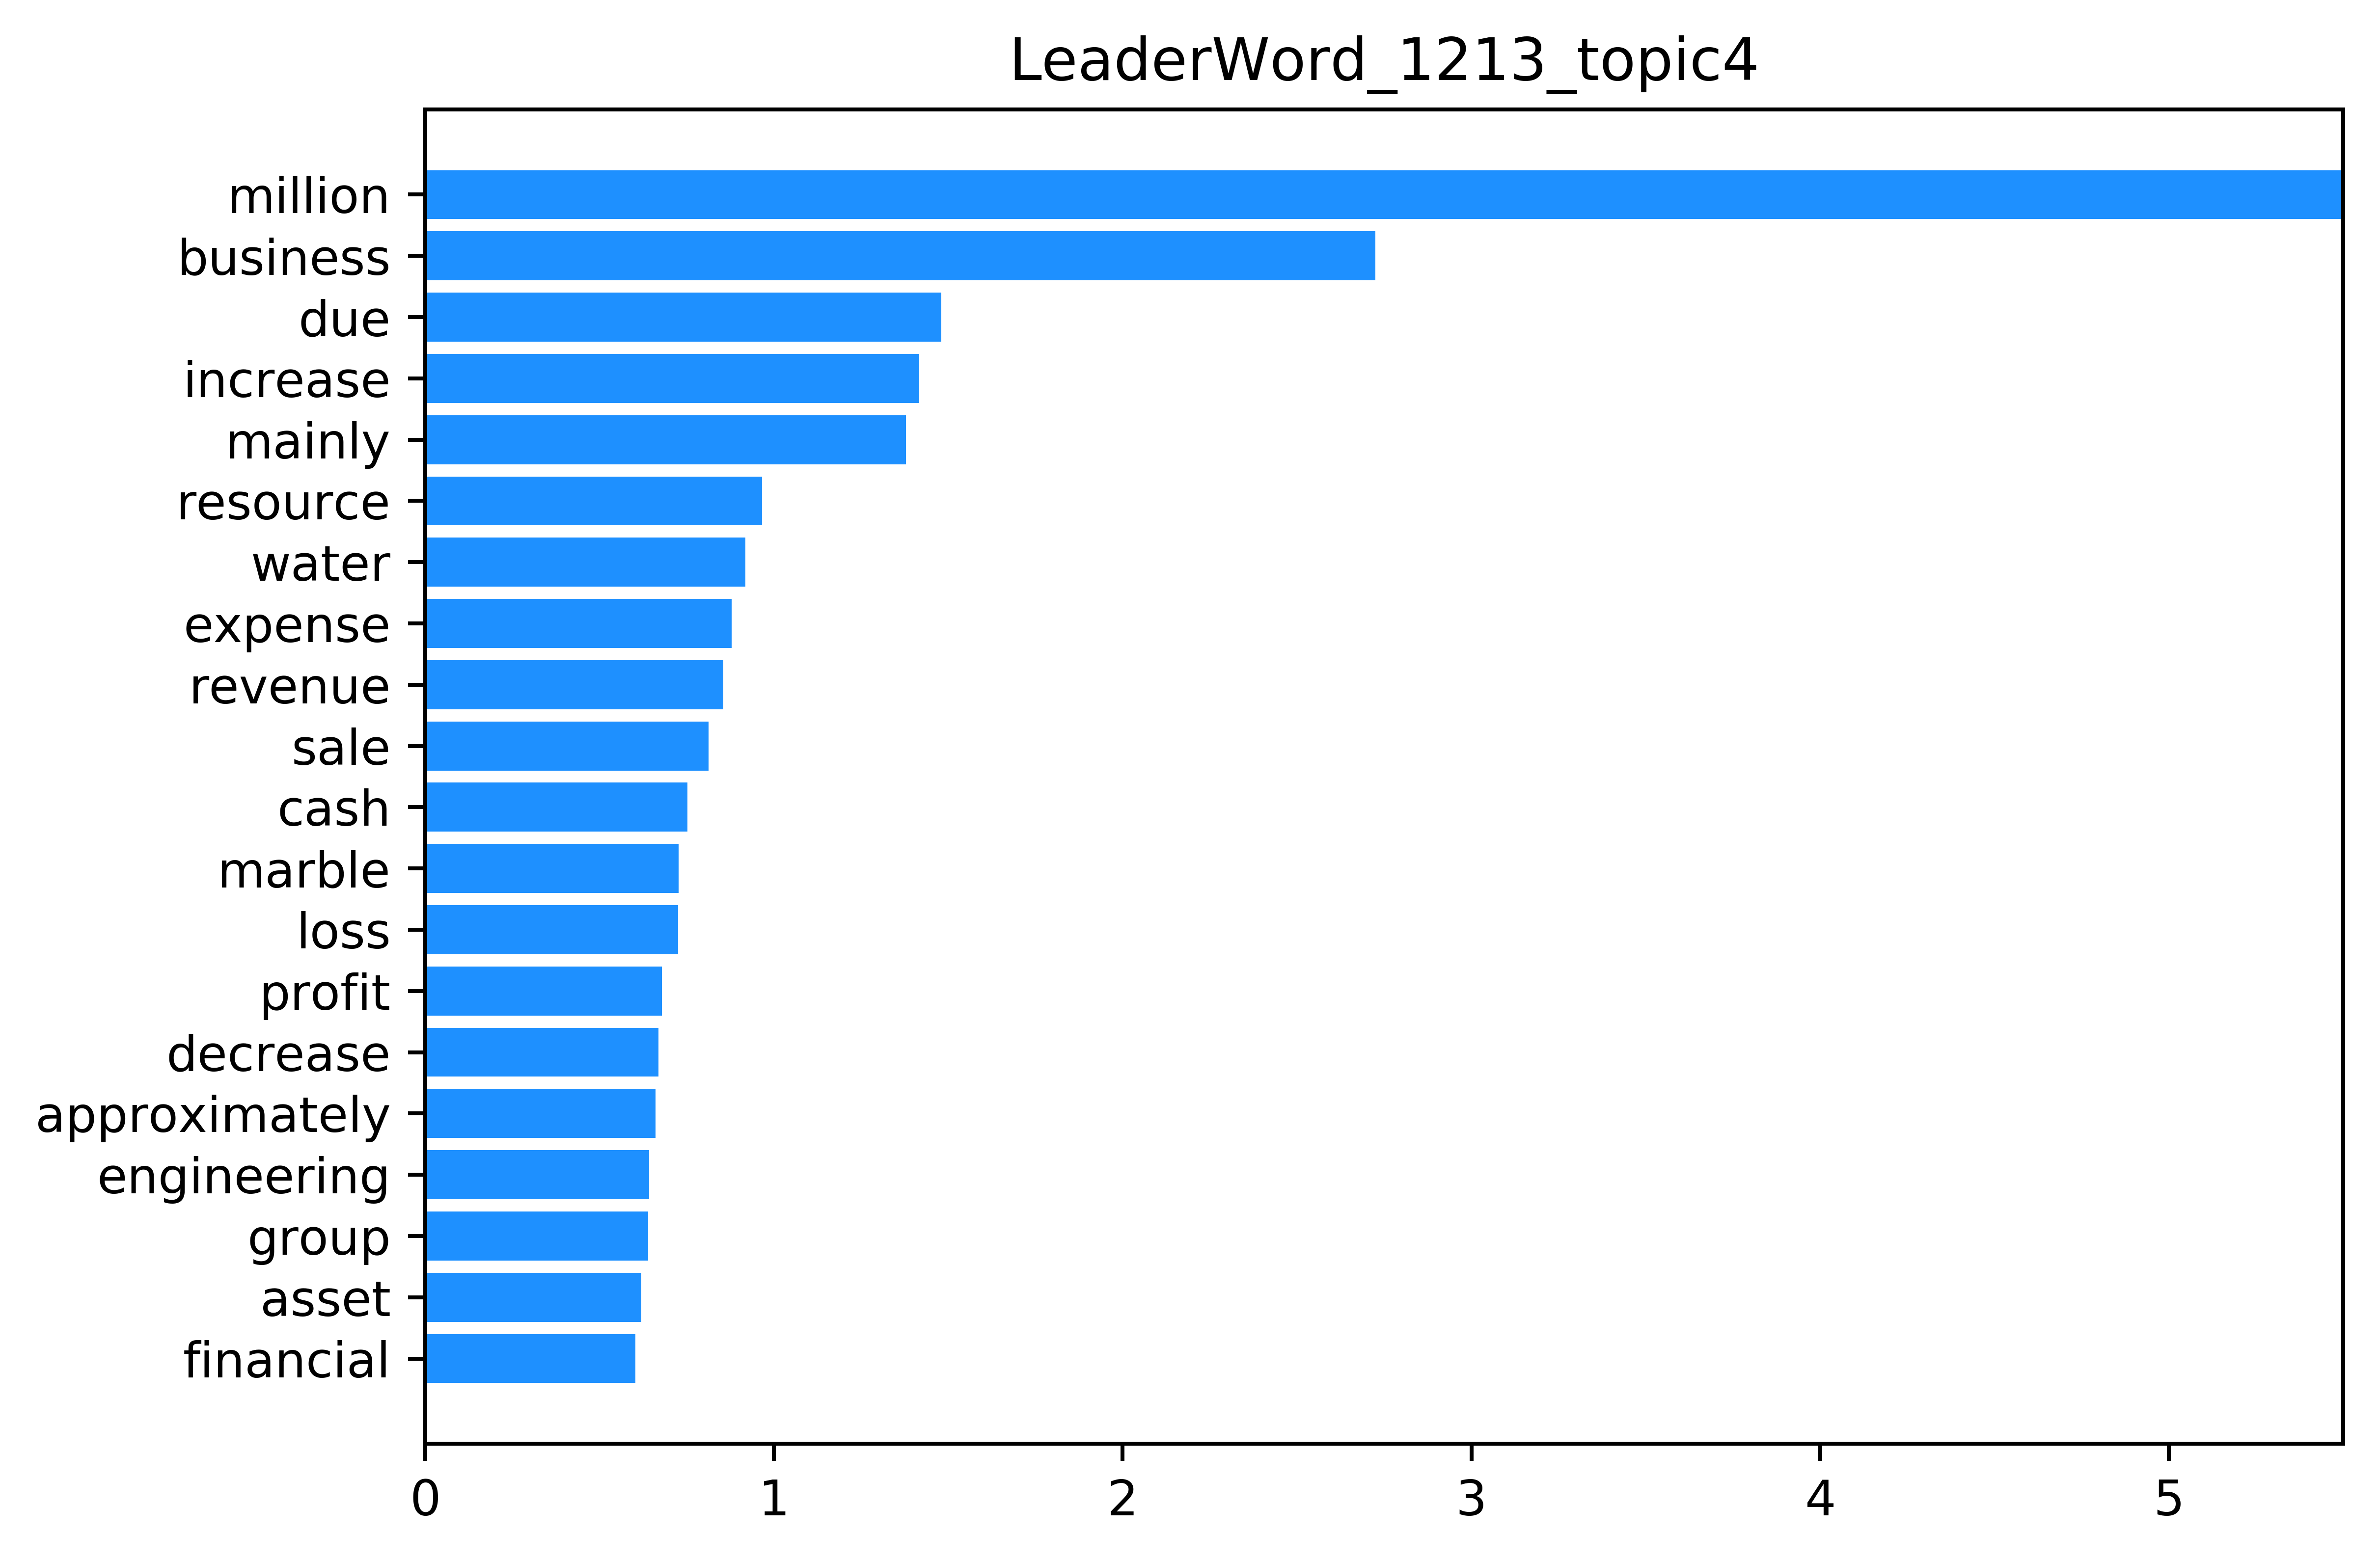 LeaderWord_1213_topic4
million
business
due
increase
mainly
resource
water
expense
revenue
sale
cash
marble
loss
profit
decrease
approximately
engineering
group
asset
financial
0 1 2 3 4 5